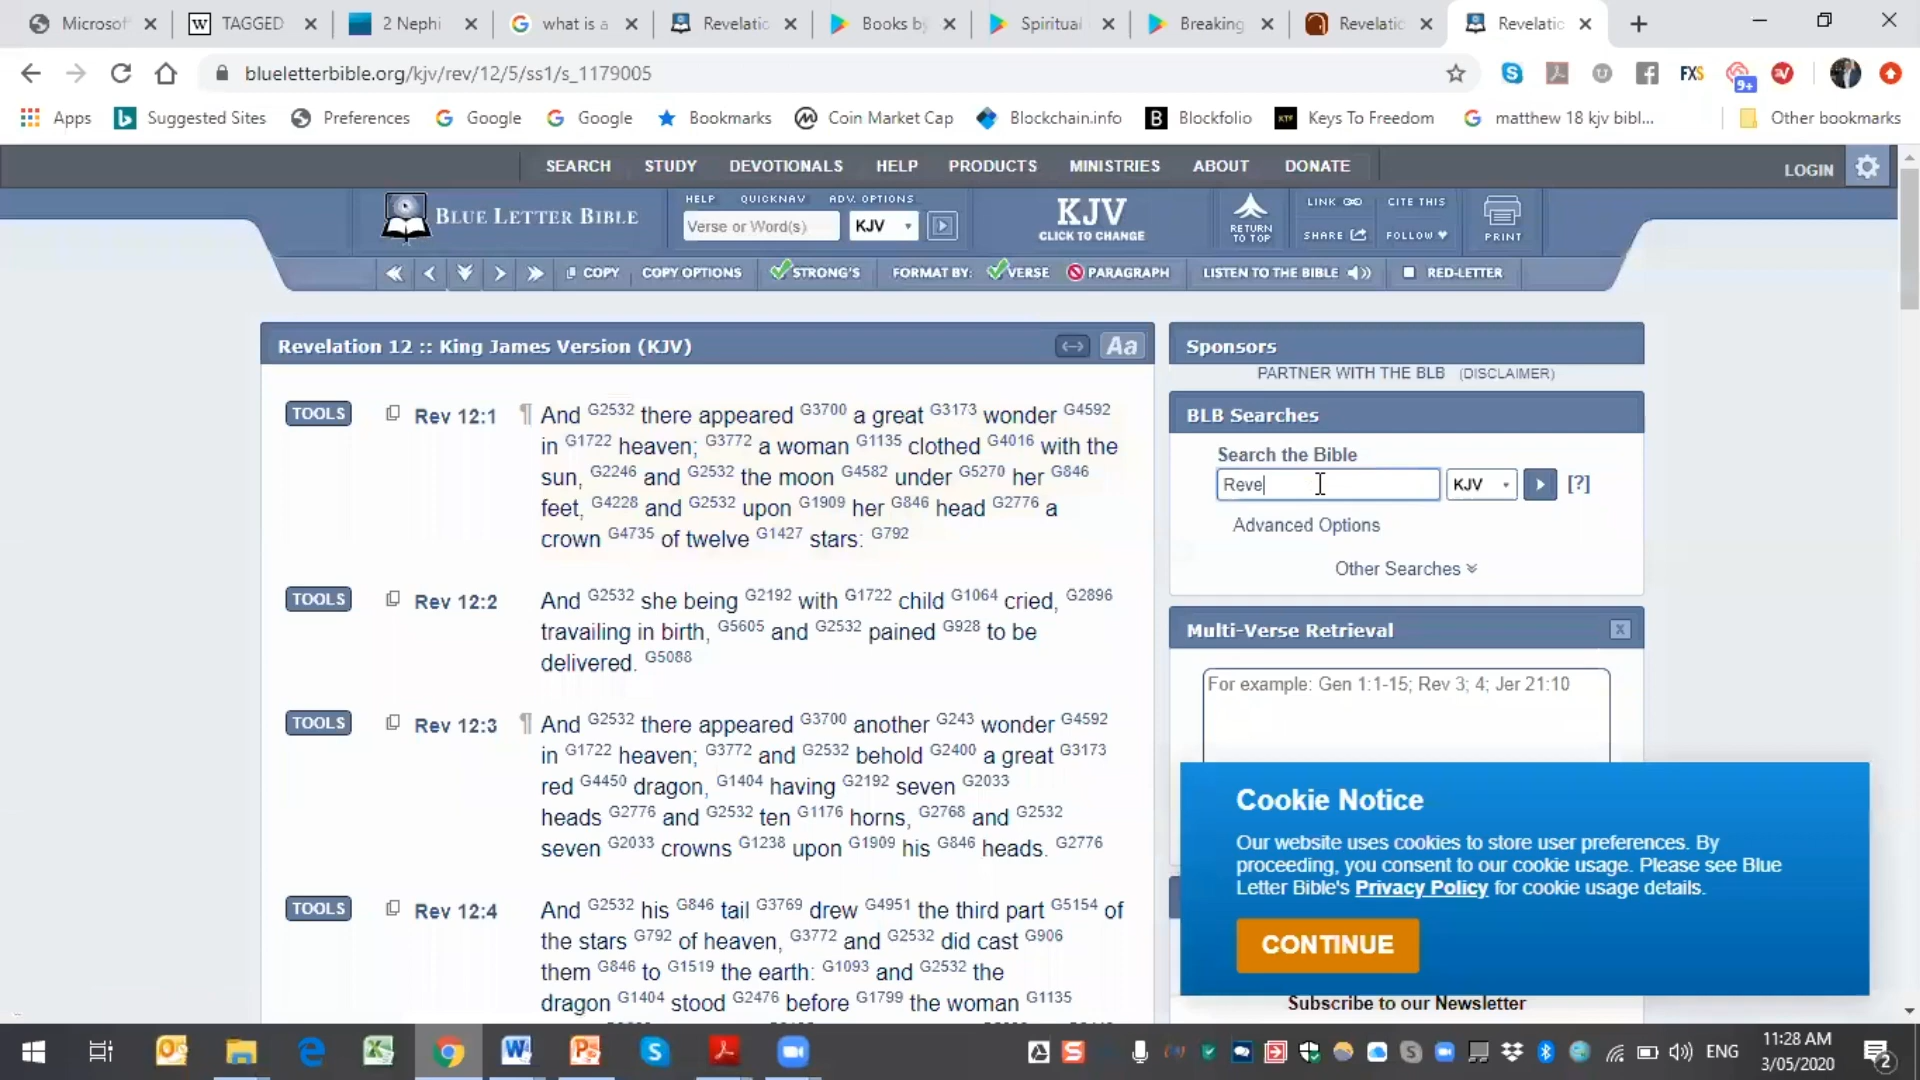 Microsof
TAGGED
2 Nephi
what is a
Revelatio
Books by
Spiritual
Breaking
Revelatio
Revelatio
blueletterbible.org/kjv/rev/12/5/ss1/s_1179005
FXS
9+
Apps
Suggested Sites
Preferences
Google
Google
Bookmarks
Coin Market Cap
Blockchain.info
Blockfolio
Keys To Freedom
matthew 18 kjv bibl...
Other bookmarks
SEARCH STUDY DEVOTIONALS HELP PRODUCTS MINISTRIES ABOUT DONATE
LOGIN
BLUE LETTER BIBLE
HELP QUICKNAV ADV. OPTIONS
Verse or Word(s) KJV
KJV
CLICK TO CHANGE
RETURN
TO TOP
LINK CITE THIS
SHARE FOLLOW
PRINT
COPY COPY OPTIONS STRONG'S FORMAT BY: VERSE PARAGRAPH LISTEN TO THE BIBLE RED-LETTER
Revelation 12 :: King James Version (KJV)
Aa
TOOLS Rev 12:1 ¶ And G2532 there appeared G3700 a great G3173 wonder G4592
in G1722 heaven; G3772 a woman G1135 clothed G4016 with the
sun, G2246 and G2532 the moon G4582 under G5270 her G846
feet, G4228 and G2532 upon G1909 her G846 head G2776 a
crown G4735 of twelve G1427 stars: G792
TOOLS Rev 12:2 And G2532 she being G2192 with G1722 child G1064 cried, G2896
travailing in birth, G5605 and G2532 pained G928 to be
delivered. G5088
TOOLS Rev 12:3 ¶ And G2532 there appeared G3700 another G243 wonder G4592
in G1722 heaven; G3772 and G2532 behold G2400 a great G3173
red G4450 dragon, G1404 having G2192 seven G2033
heads G2776 and G2532 ten G1176 horns, G2768 and G2532
seven G2033 crowns G1238 upon G1909 his G846 heads. G2776
TOOLS Rev 12:4 And G2532 his G846 tail G3769 drew G4951 the third part G5154 of
the stars G792 of heaven, G3772 and G2532 did cast G906
them G846 to G1519 the earth: G1093 and G2532 the
dragon G1404 stood G2476 before G1799 the woman G1135
Sponsors
PARTNER WITH THE BLB (DISCLAIMER)
BLB Searches
Search the Bible
Reve KJV [?]
Advanced Options
Other Searches
Multi-Verse Retrieval
For example: Gen 1:1-15; Rev 3; 4; Jer 21:10
Cookie Notice
Our website uses cookies to store user preferences. By
proceeding, you consent to our cookie usage. Please see Blue
Letter Bible's Privacy Policy for cookie usage details.
CONTINUE
Subscribe to our Newsletter
ENG
11:28 AM
3/05/2020
2